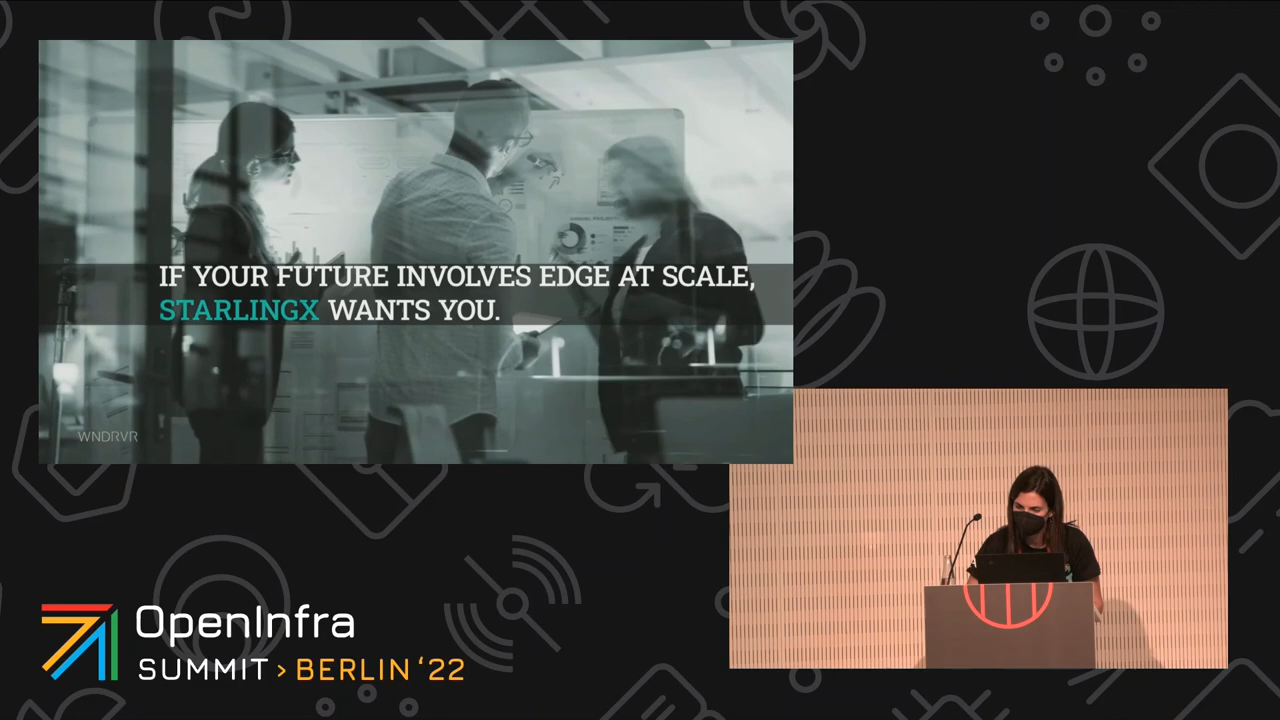 IF YOUR FUTURE INVOLVES EDGE AT SCALE,
STARLINGX WANTS YOU.
WNDRVR
OpenInfra
SUMMIT > BERLIN ‘22